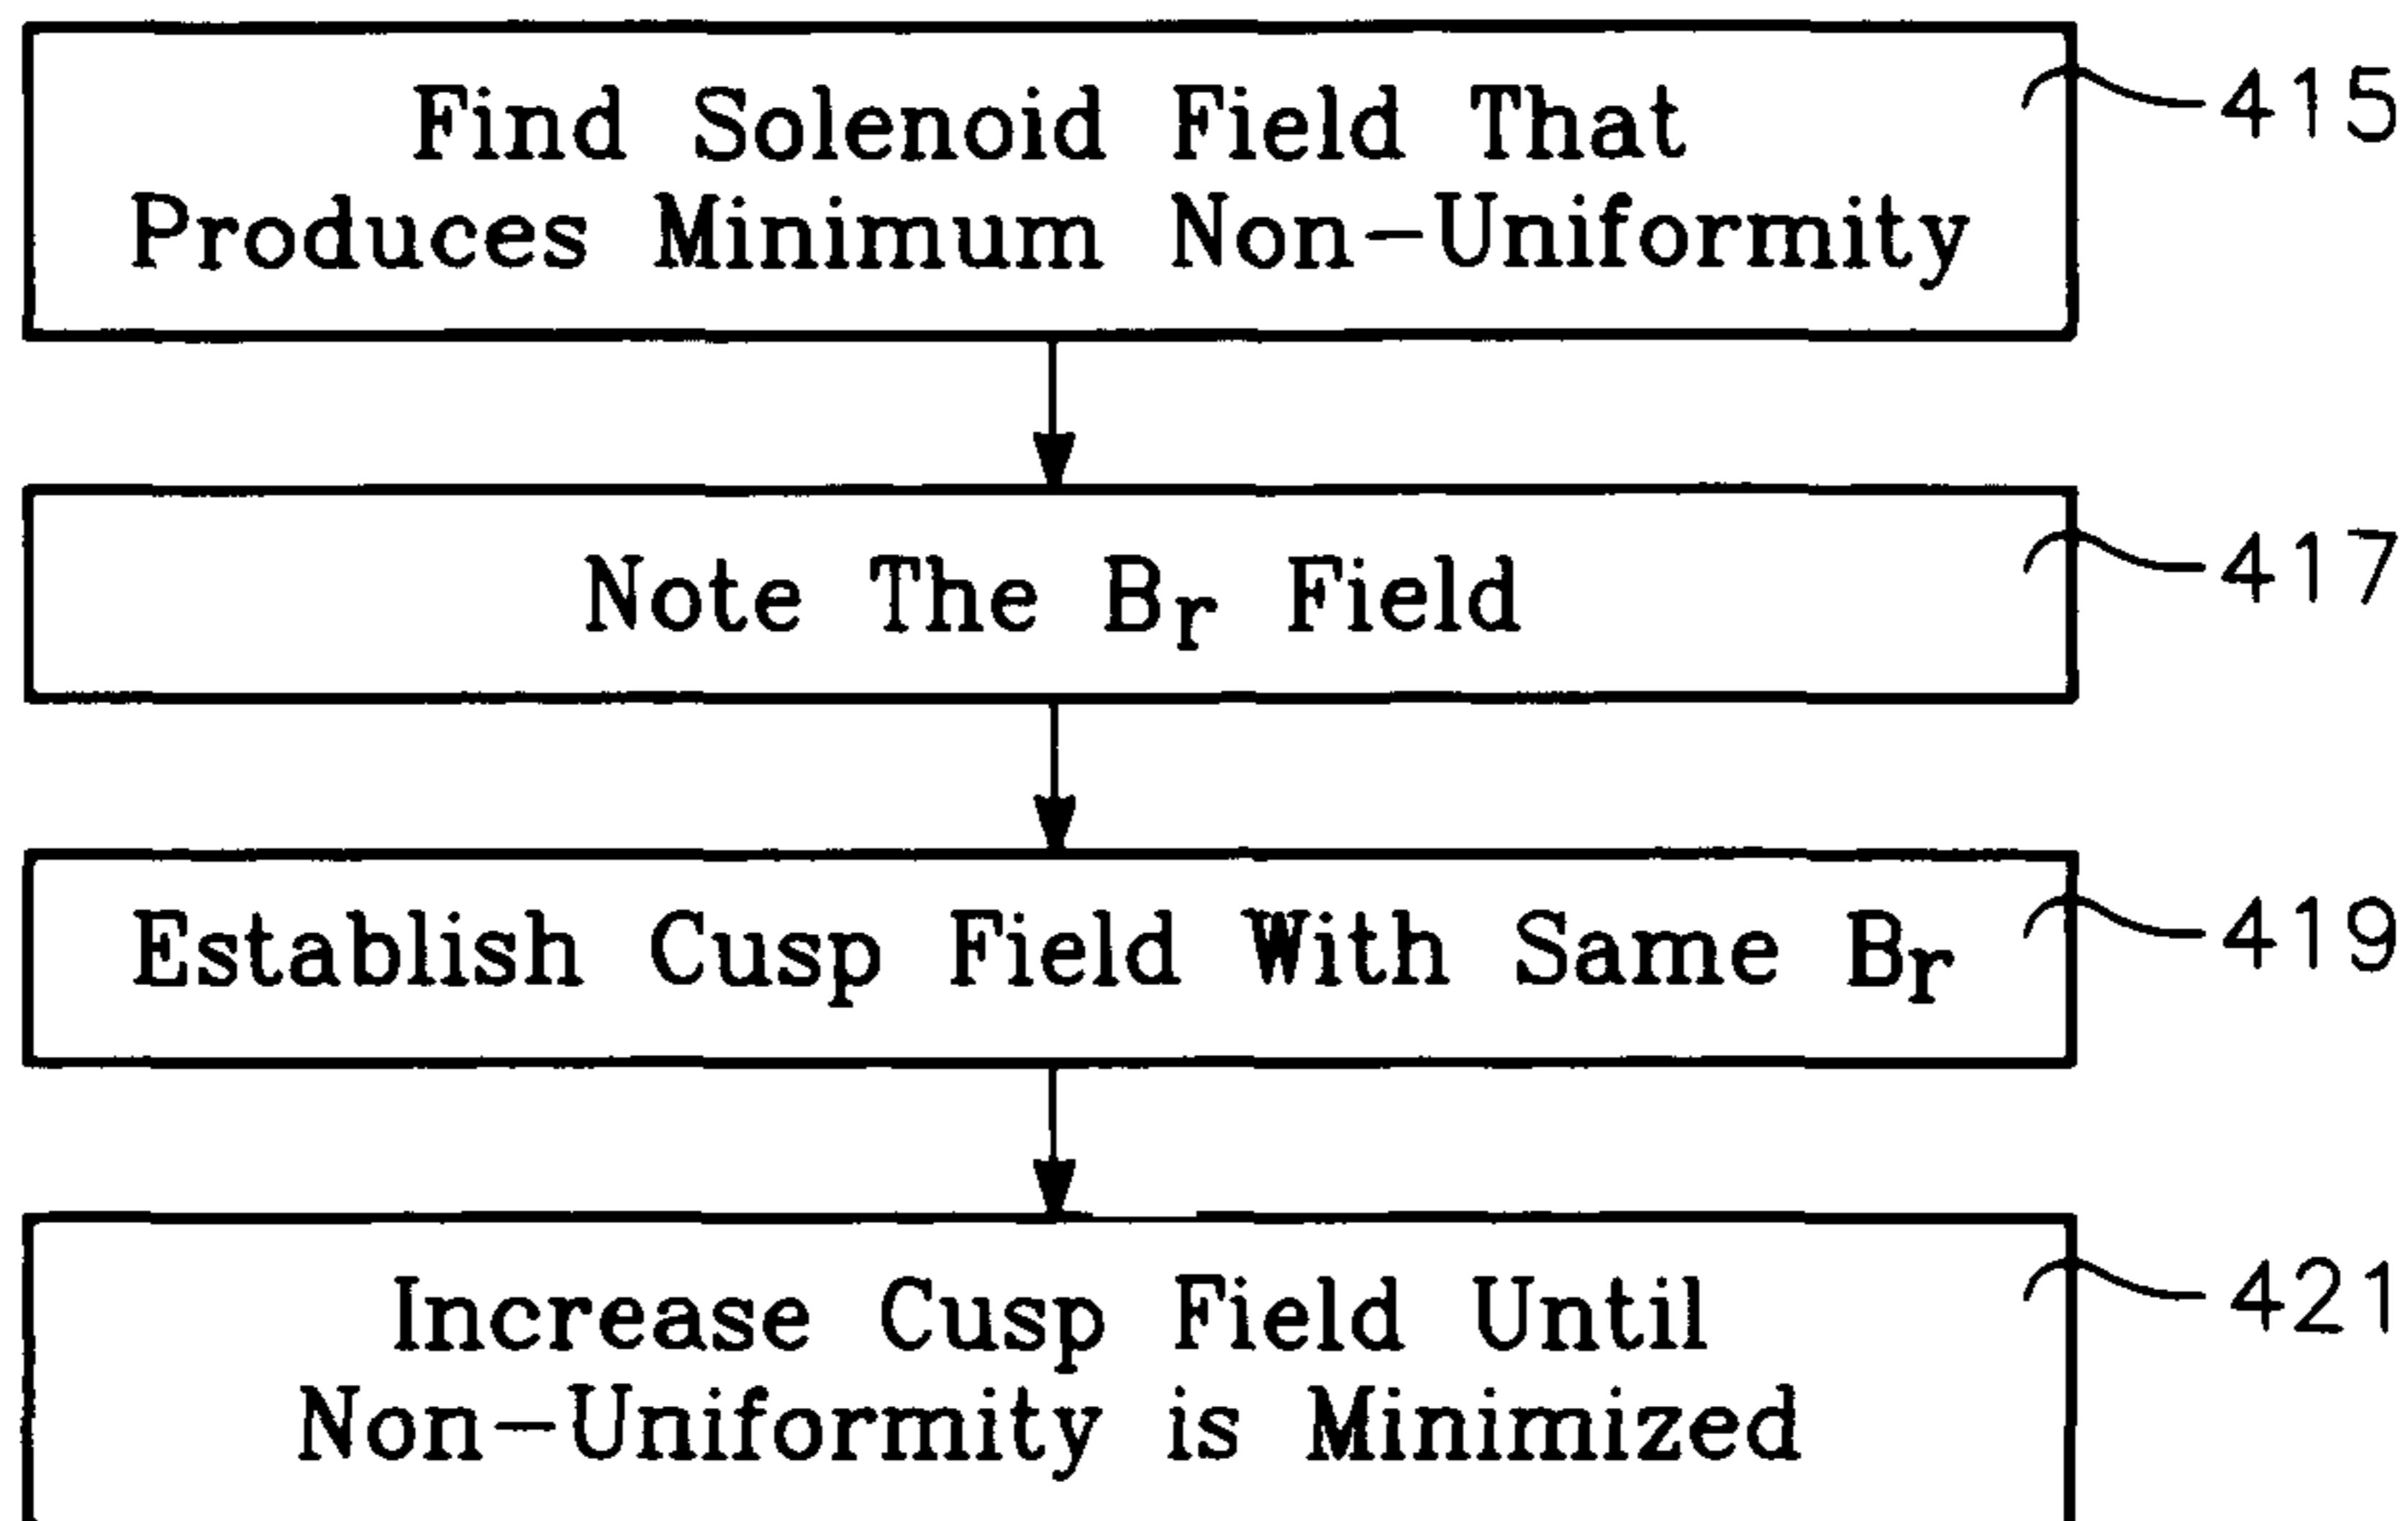 Find Solenoid Field That
Produces Minimum Non-Uniformity
415
Note The Br Field
417
Establish Cusp Field With Same Br
419
Increase Cusp Field Until
Non-Uniformity is Minimized
421